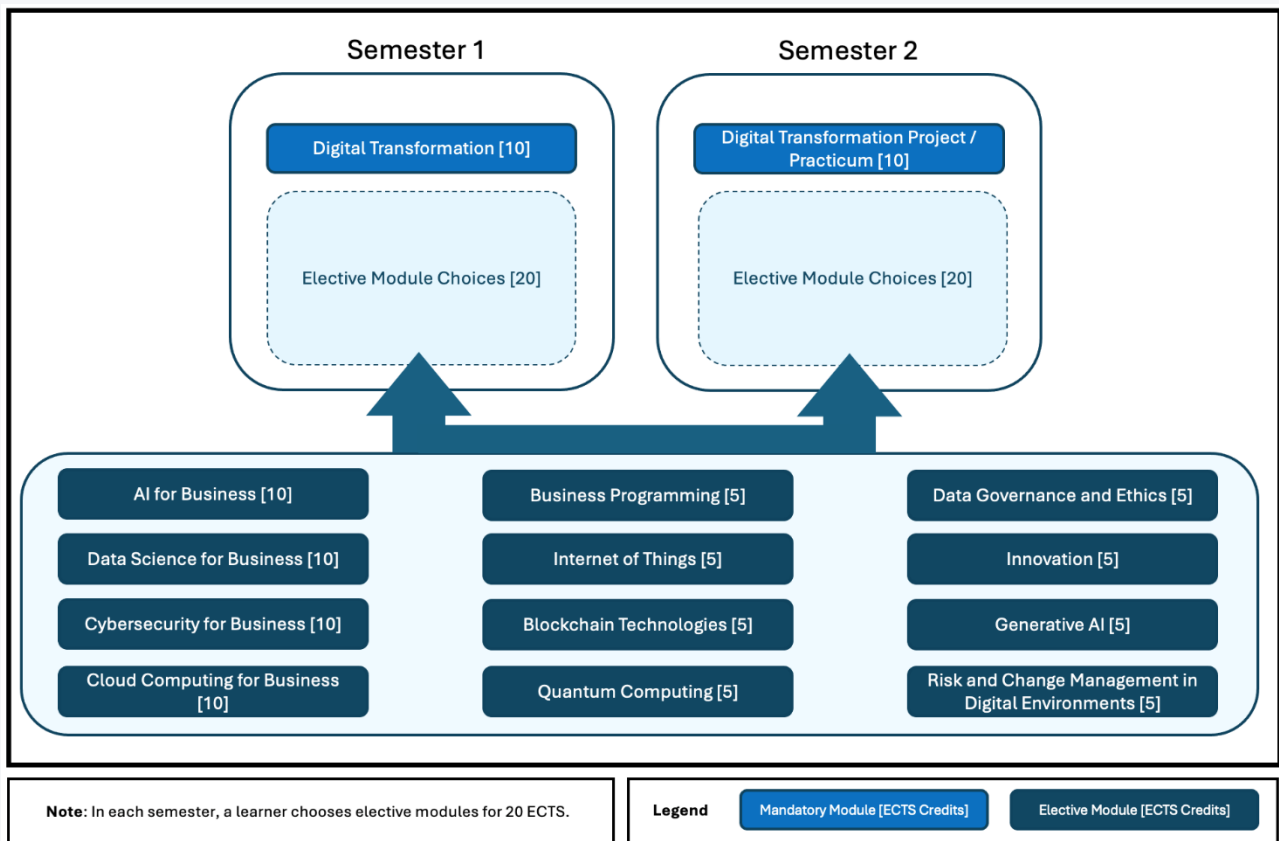 Semester 1
Semester 2
Digital Transformation [10]
Digital Transformation Project /
Practicum [10]
Elective Module Choices [20]
Elective Module Choices [20]
AI for Business [10]
Business Programming [5]
Data Governance and Ethics [5]
Data Science for Business [10]
Internet of Things [5]
Innovation [5]
Cybersecurity for Business [10]
Blockchain Technologies [5]
Generative AI [5]
Cloud Computing for Business
[10]
Quantum Computing [5]
Risk and Change Management in
Digital Environments [5]
Note: In each semester, a learner chooses elective modules for 20 ECTS.
Legend
Mandatory Module [ECTS Credits]
Elective Module [ECTS Credits]